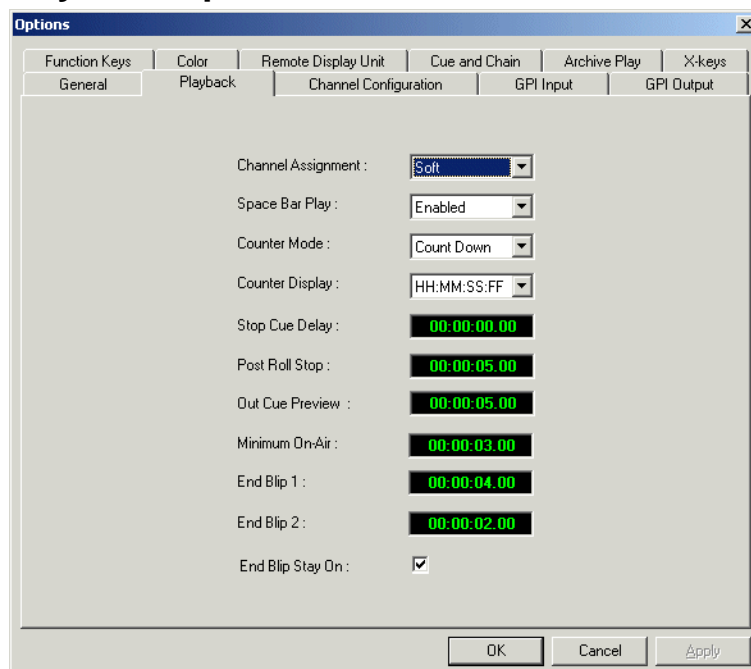 Options
Function Keys Color Remote Display Unit Cue and Chain Archive Play X-keys
General Playback Channel Configuration GPI Input GPI Output
Channel Assignment : Soft
Space Bar Play : Enabled
Counter Mode : Count Down
Counter Display : HH:MM:SS:FF
Stop Cue Delay : 00:00:00.00
Post Roll Stop : 00:00:05.00
Out Cue Preview : 00:00:05.00
Minimum On-Air : 00:00:03.00
End Blip 1 : 00:00:04.00
End Blip 2 : 00:00:02.00
End Blip Stay On :
OK Cancel Apply